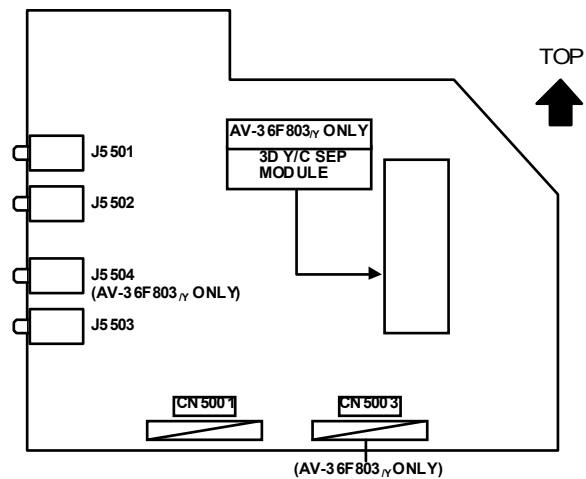 TOP
AV-36F803/Y ONLY
3D Y/C SEP
MODULE
J5501
J5502
J5504
(AV-36F803/Y ONLY)
J5503
CN5001
CN5003
(AV-36F803/Y ONLY)